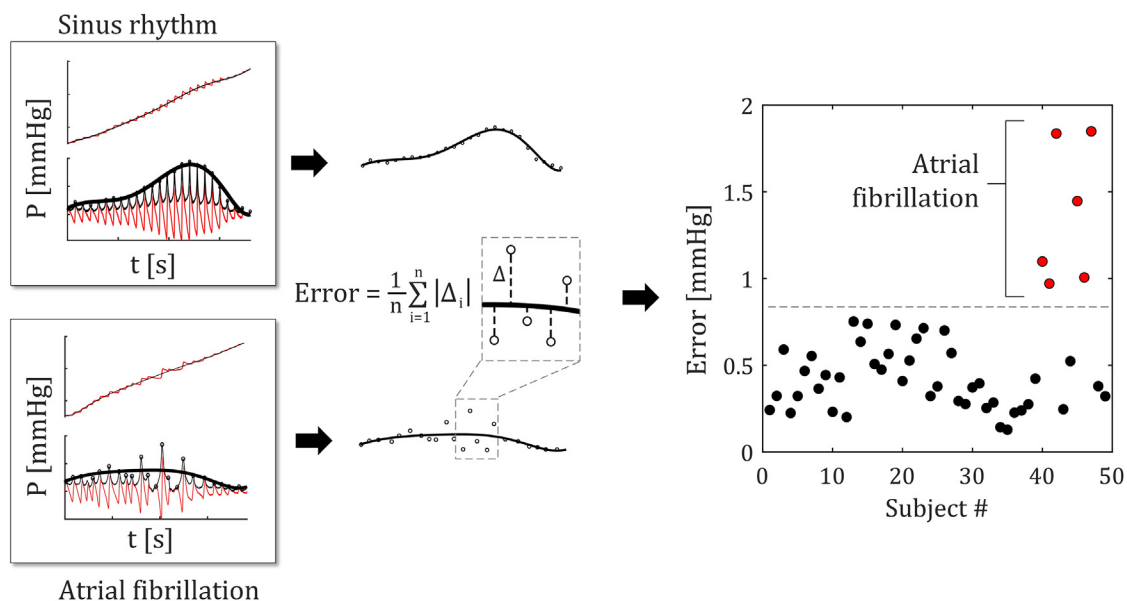 Sinus rhythm
P [mmHg]
t [s]
Error = 1/n n∑i=1 |Δi|
Δ
P [mmHg]
t [s]
Atrial fibrillation
Error [mmHg]
2
1.5
1
0.5
0
Atrial
fibrillation
0 10 20 30 40 50
Subject #